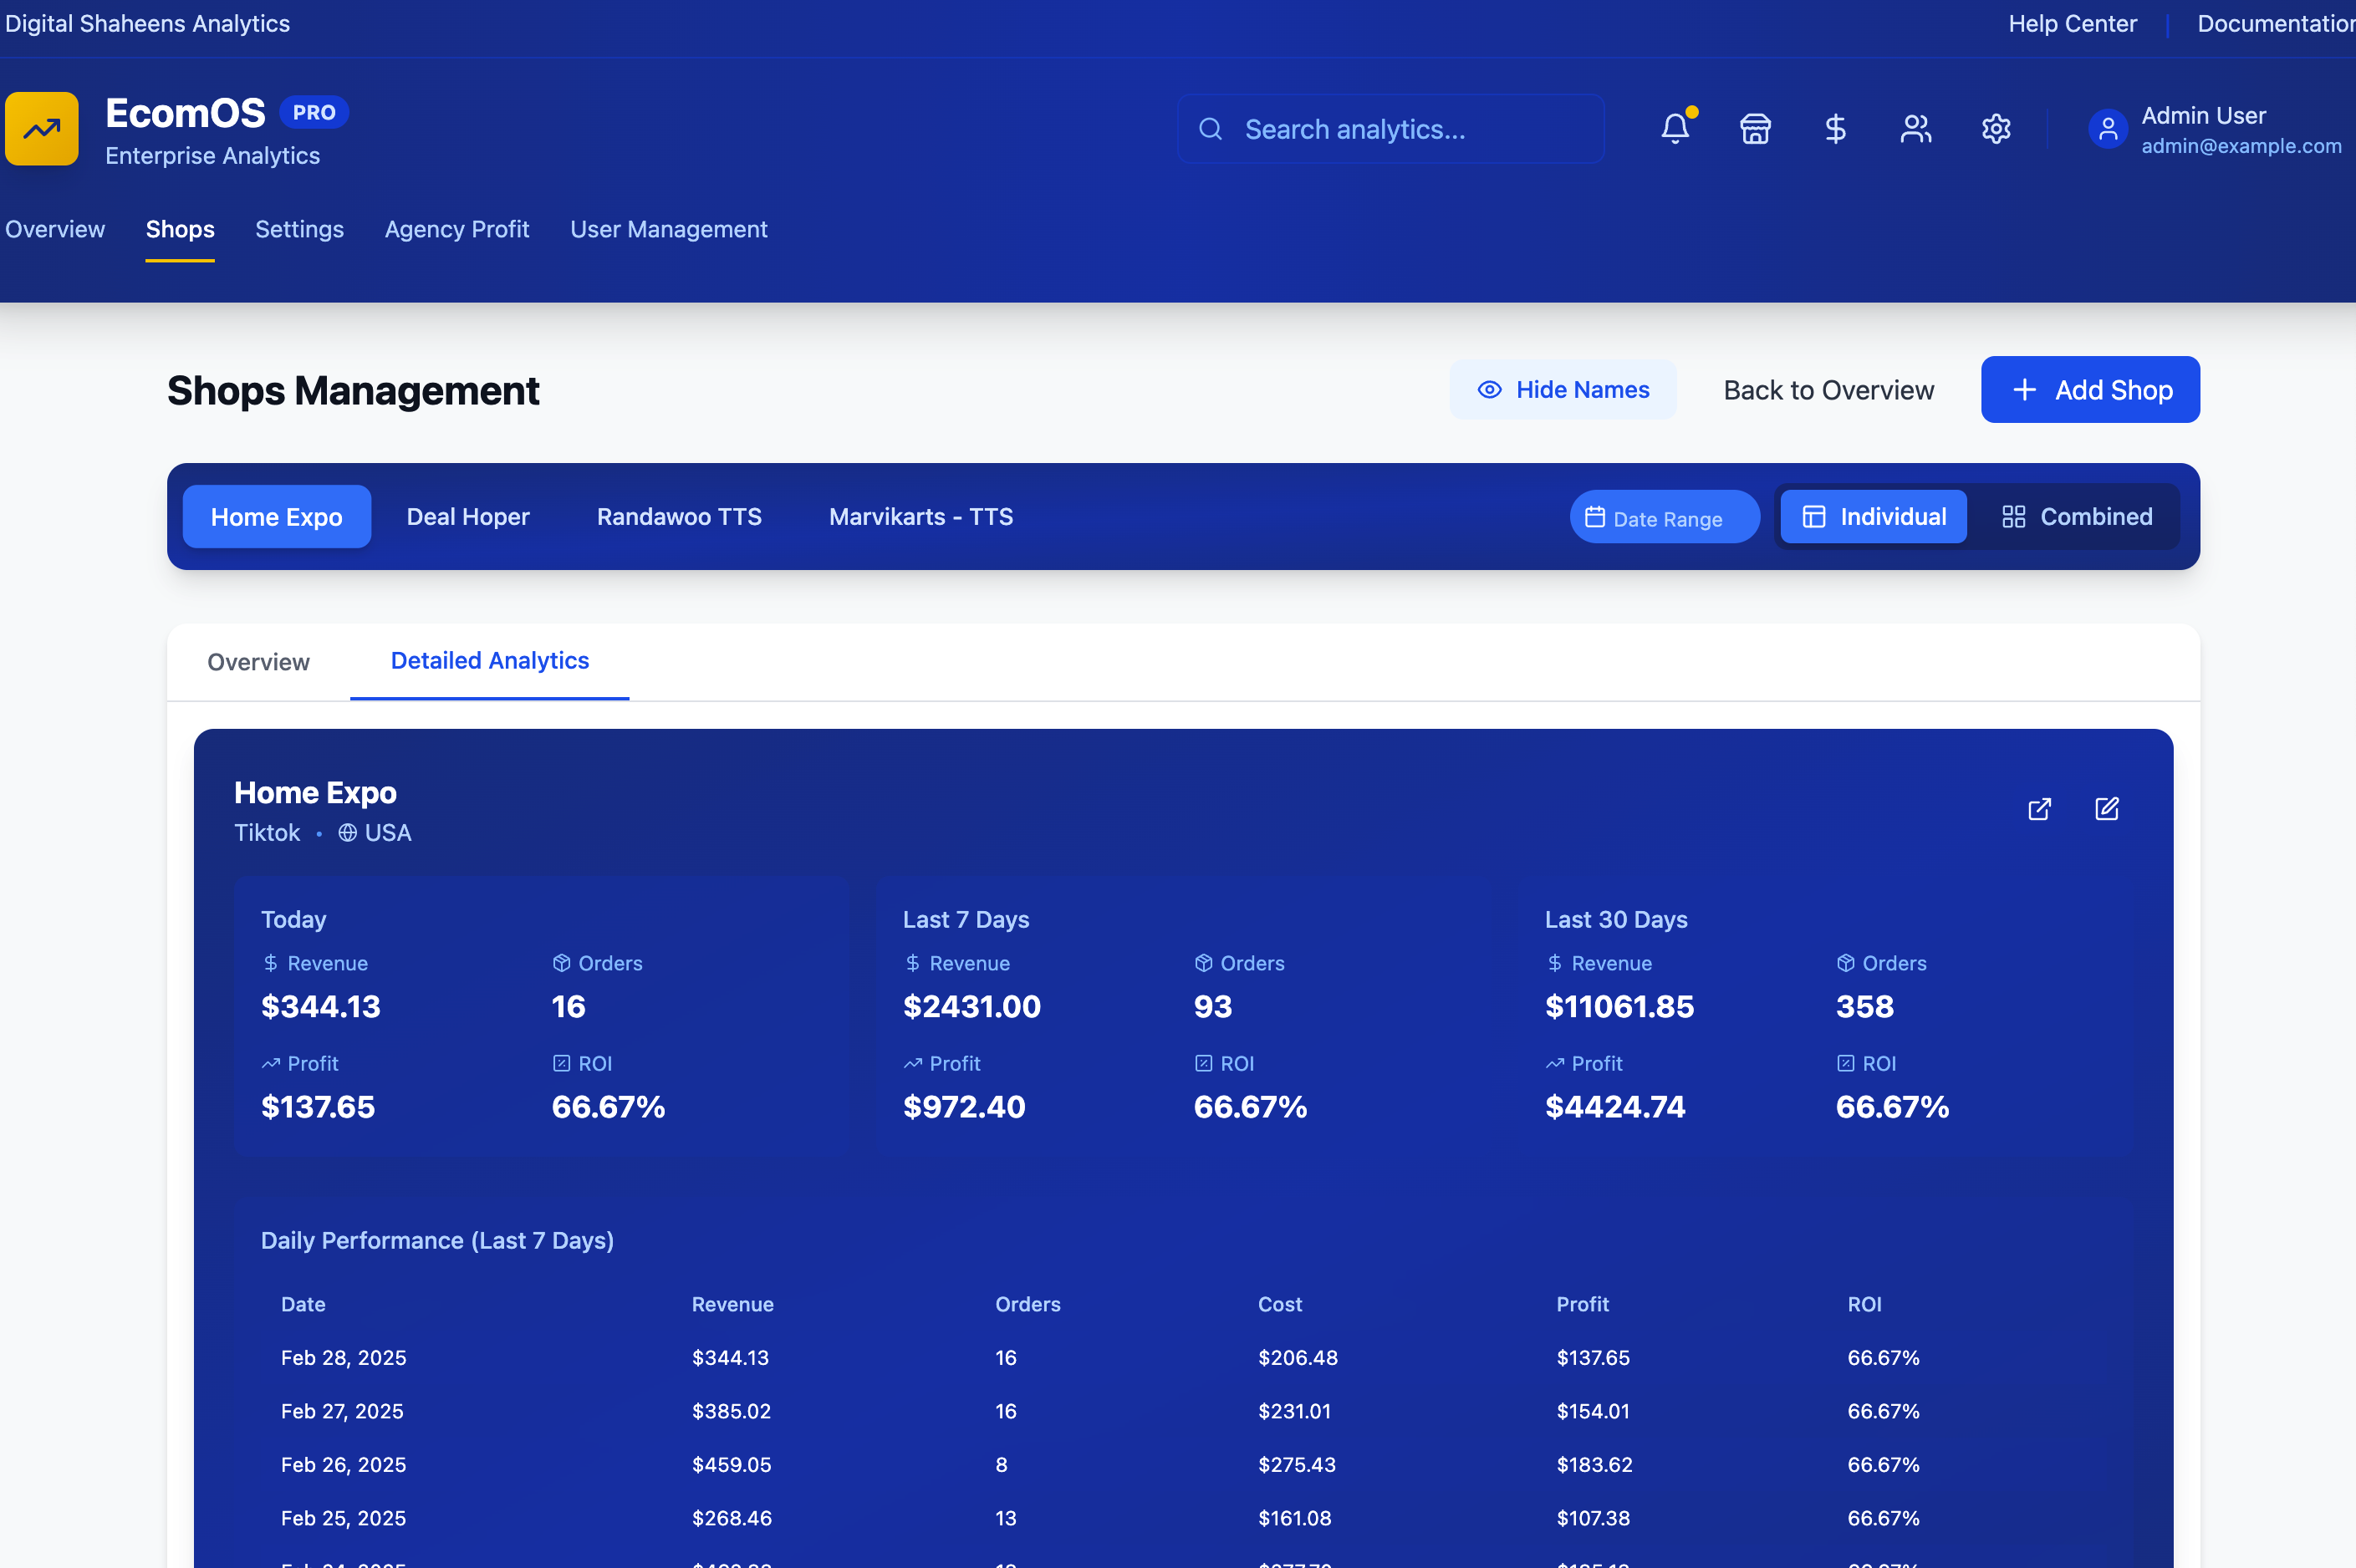 Digital Shaheens Analytics
Help Center
EcomOS PRO
Enterprise Analytics
Search analytics...
Admin User
admin@example.com
Overview Shops Settings Agency Profit User Management
Shops Management
Hide Names Back to Overview Add Shop
Home Expo Deal Hoper Randawoo TTS Marvikarts - TTS Date Range Individual Combined
Overview Detailed Analytics
Home Expo
Tiktok • USA
Today
Revenue Orders
$344.13 16
Profit ROI
$137.65 66.67%
Last 7 Days
Revenue Orders
$2431.00 93
Profit ROI
$972.40 66.67%
Last 30 Days
Revenue Orders
$11061.85 358
Profit ROI
$4424.74 66.67%
Daily Performance (Last 7 Days)
Date Revenue Orders Cost Profit ROI
Feb 28, 2025 $344.13 16 $206.48 $137.65 66.67%
Feb 27, 2025 $385.02 16 $231.01 $154.01 66.67%
Feb 26, 2025 $459.05 8 $275.43 $183.62 66.67%
Feb 25, 2025 $268.46 13 $161.08 $107.38 66.67%